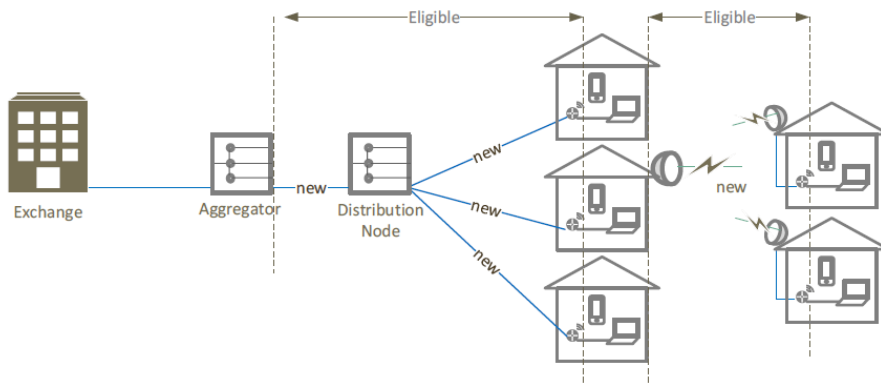 Eligible
Eligible
new
new
new
new
new
Exchange
Aggregator
Distribution
Node